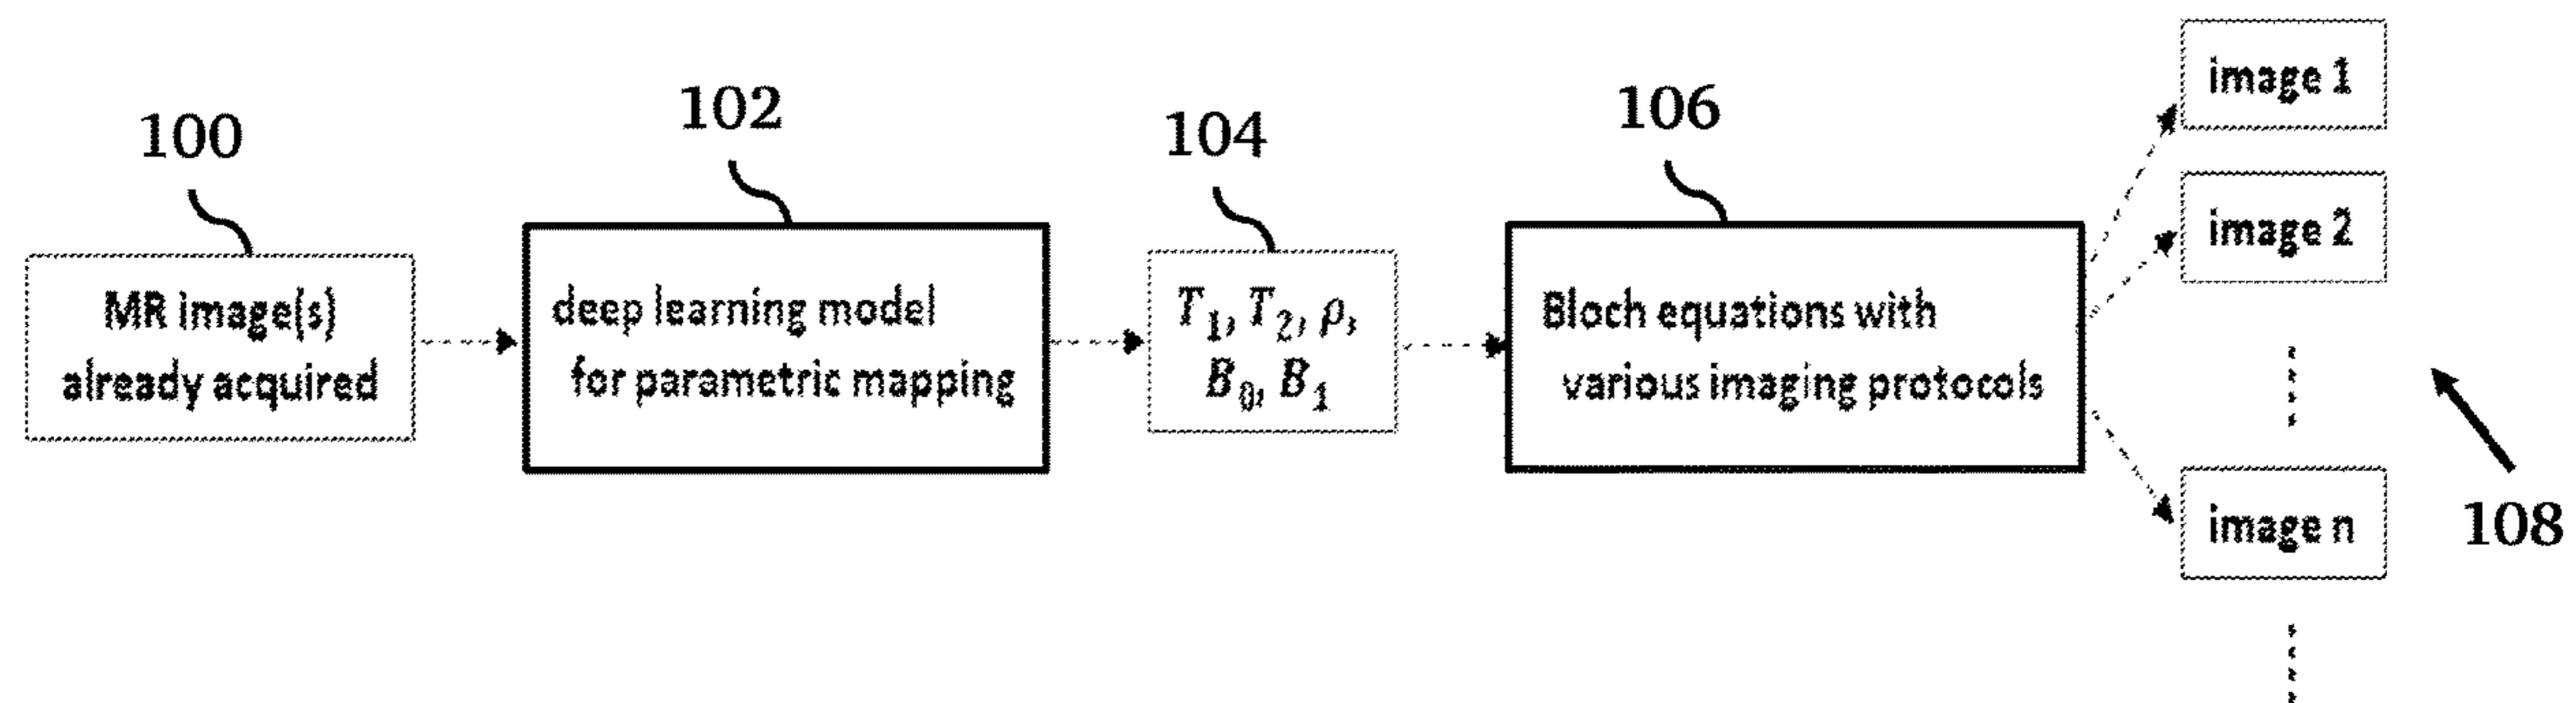 100
102
104
106
108
MR image(s)
already acquired
deep learning model
for parametric mapping
T₁, T₂, ρ,
B₀, B₁
Bloch equations with
various imaging protocols
image 1
image 2
image n